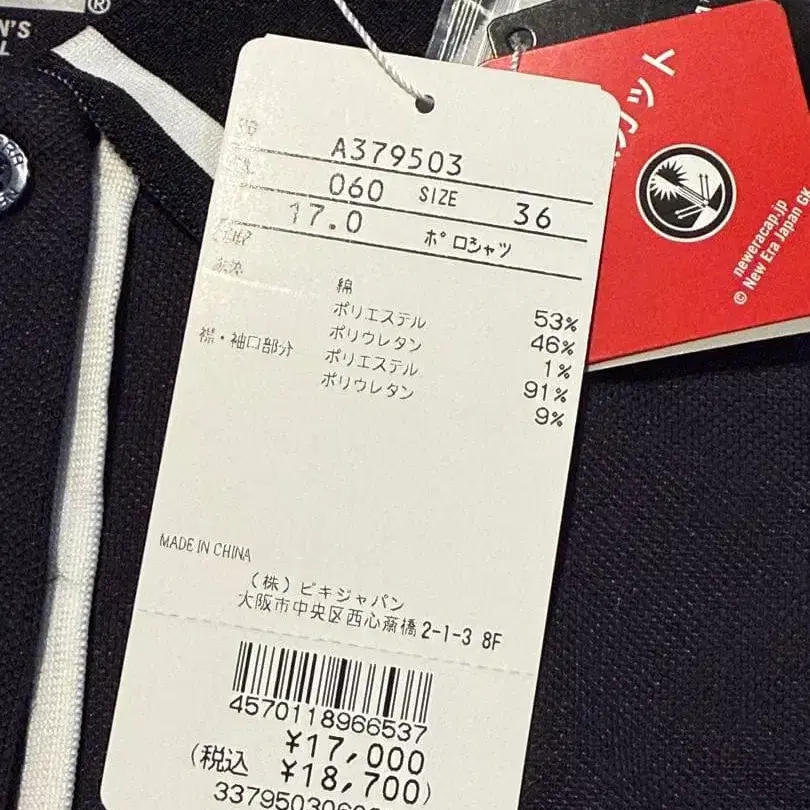 ®
N'S
L
A379503
060 SIZE 36
17.0 ポロシャツ
綿 53%
ポリエステル 46%
ポリウレタン 1%
襟・袖口部分 ポリエステル 91%
ポリウレタン 9%
MADE IN CHINA
(株)ビキジャパン
大阪市中央区西心斎橋2-1-3 8F
4570118966537
¥17,000
(税込 ¥18,700)
カット
neweracap.jp
© New Era Japan GK